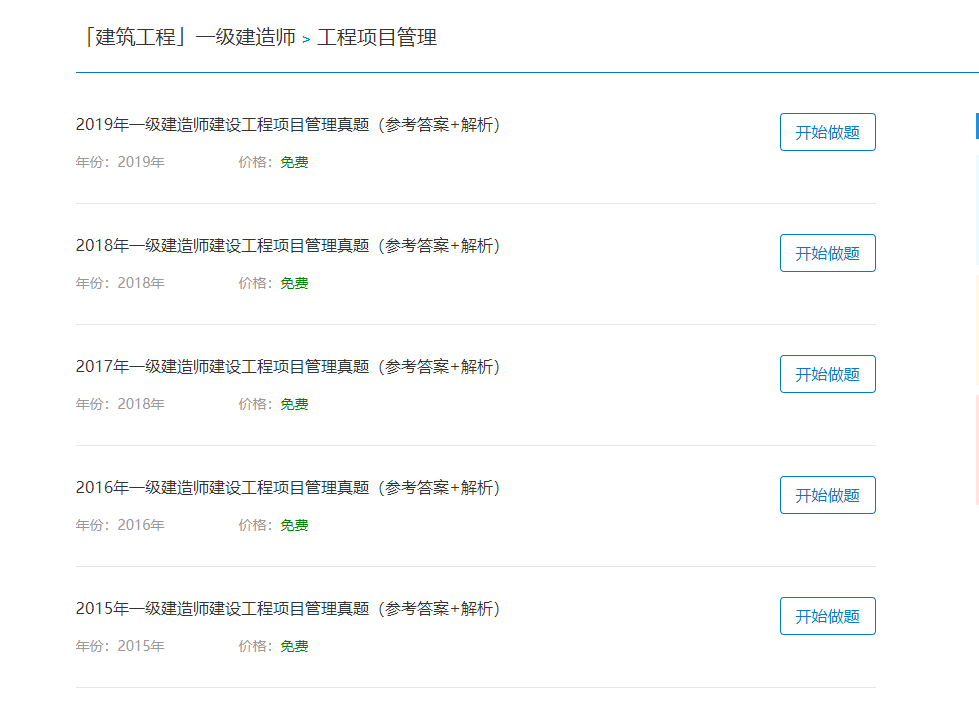 「建筑工程」一级建造师 > 工程项目管理
2019年一级建造师建设工程项目管理真题（参考答案+解析）
开始做题
年份：2019年 价格：免费
2018年一级建造师建设工程项目管理真题（参考答案+解析）
开始做题
年份：2018年 价格：免费
2017年一级建造师建设工程项目管理真题（参考答案+解析）
开始做题
年份：2018年 价格：免费
2016年一级建造师建设工程项目管理真题（参考答案+解析）
开始做题
年份：2016年 价格：免费
2015年一级建造师建设工程项目管理真题（参考答案+解析）
开始做题
年份：2015年 价格：免费